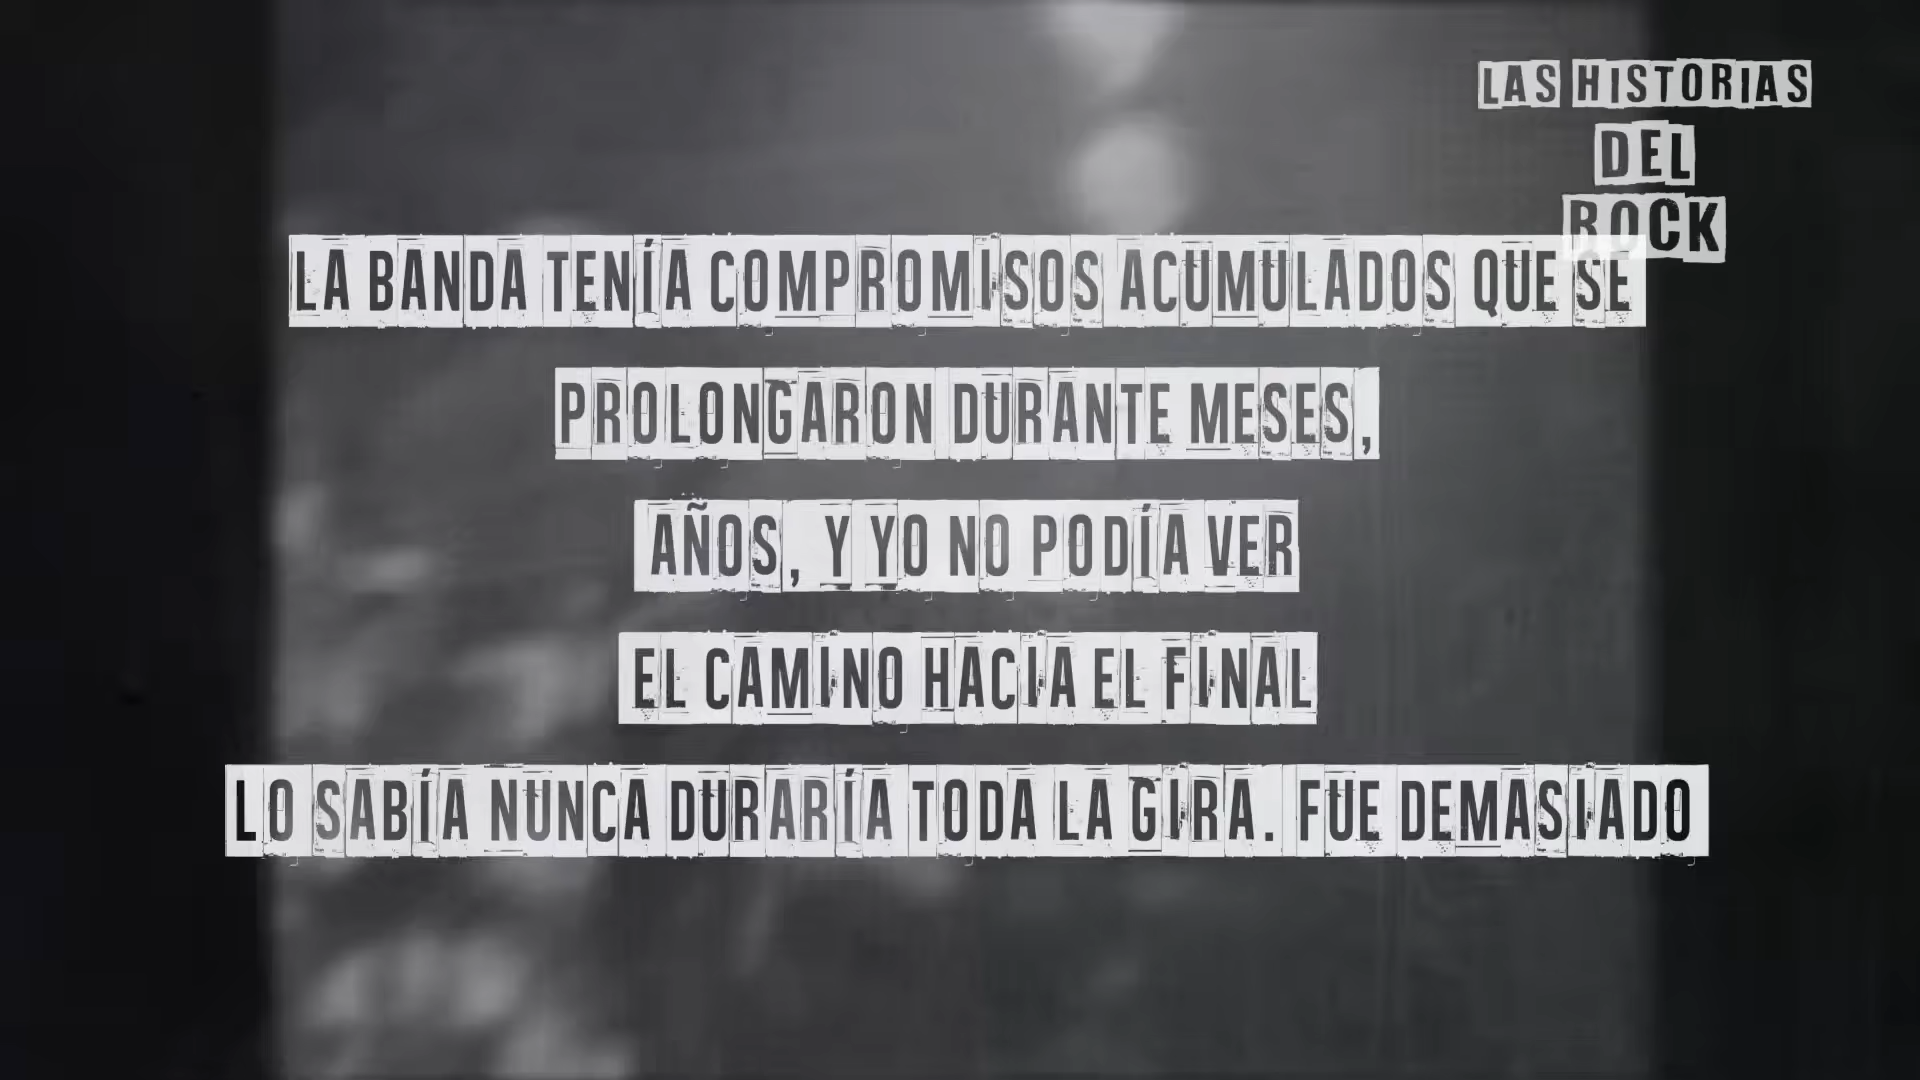 LAS HISTORIAS
DEL
ROCK
LA BANDA TENÍA COMPROMISOS ACUMULADOS QUE SE
PROLONGARON DURANTE MESES,
AÑOS, Y YO NO PODÍA VER
EL CAMINO HACIA EL FINAL
LO SABÍA NUNCA DURARÍA TODA LA GIRA. FUE DEMASIADO